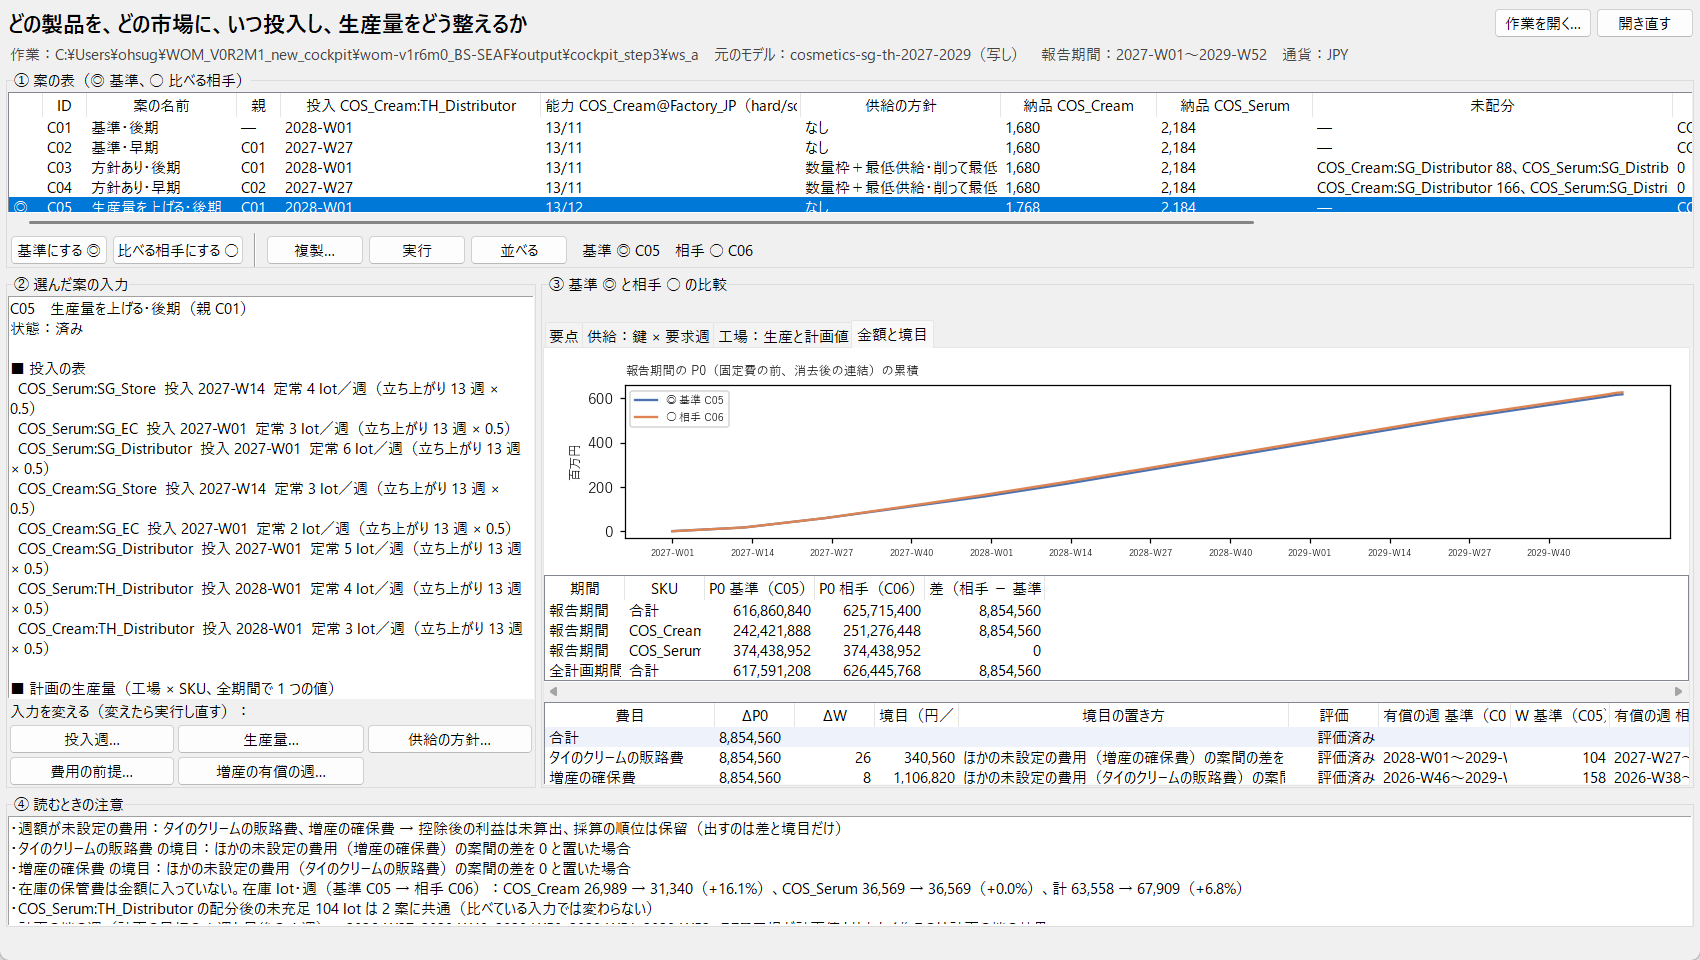 どの製品を、どの市場に、いつ投入し、生産量をどう整えるか
作業を開く...
開き直す
作業：C:¥Users¥ohsug¥WOM_V0R2M1_new_cockpit¥wom-v1r6m0_BS-SEAF¥output¥cockpit_step3¥ws_a 元のモデル：cosmetics-sg-th-2027-2029（写し） 報告期間：2027-W01～2029-W52 通貨：JPY
① 案の表（◎ 基準、○ 比べる相手）
ID 案の名前 親 投入 COS_Cream:TH_Distributor 能力 COS_Cream@Factory_JP（hard/sc 供給の方針 納品 COS_Cream 納品 COS_Serum 未配分
C01 基準・後期 — 2028-W01 13/11 なし 1,680 2,184 — CC
C02 基準・早期 C01 2027-W27 13/11 なし 1,680 2,184 — CC
C03 方針あり・後期 C01 2028-W01 13/11 数量枠＋最低供給・削って最低 1,680 2,184 COS_Cream:SG_Distributor 88、COS_Serum:SG_Distrib 0
C04 方針あり・早期 C02 2027-W27 13/11 数量枠＋最低供給・削って最低 1,680 2,184 COS_Cream:SG_Distributor 166、COS_Serum:SG_Distri 0
◎ C05 生産量を上げる・後期 C01 2028-W01 13/12 なし 1,768 2,184 — CC
基準にする ◎ 比べる相手にする ○ 複製... 実行 並べる 基準 ◎ C05 相手 ○ C06
② 選んだ案の入力
C05 生産量を上げる・後期（親 C01）
状態：済み
■ 投入の表
COS_Serum:SG_Store 投入 2027-W14 定常 4 lot／週（立ち上がり 13 週 ×
0.5）
COS_Serum:SG_EC 投入 2027-W01 定常 3 lot／週（立ち上がり 13 週 × 0.5）
COS_Serum:SG_Distributor 投入 2027-W01 定常 6 lot／週（立ち上がり 13 週
× 0.5）
COS_Cream:SG_Store 投入 2027-W14 定常 3 lot／週（立ち上がり 13 週 ×
0.5）
COS_Cream:SG_EC 投入 2027-W01 定常 2 lot／週（立ち上がり 13 週 × 0.5）
COS_Cream:SG_Distributor 投入 2027-W01 定常 5 lot／週（立ち上がり 13 週
× 0.5）
COS_Serum:TH_Distributor 投入 2028-W01 定常 4 lot／週（立ち上がり 13 週
× 0.5）
COS_Cream:TH_Distributor 投入 2028-W01 定常 3 lot／週（立ち上がり 13 週
× 0.5）
■ 計画の生産量（工場 × SKU、全期間で 1 つの値）
入力を変える（変えたら実行し直す）：
投入週... 生産量... 供給の方針...
費用の前提... 増産の有償の週...
③ 基準 ◎ と相手 ○ の比較
要点 供給：鍵 × 要求週 工場：生産と計画値 金額と境目
報告期間の P0（固定費の前、消去後の連結）の累積
◎ 基準 C05
○ 相手 C06
百万円
600
400
200
0
2027-W01 2027-W14 2027-W27 2027-W40 2028-W01 2028-W14 2028-W27 2028-W40 2029-W01 2029-W14 2029-W27 2029-W40
期間 SKU P0 基準（C05） P0 相手（C06） 差（相手 － 基準
報告期間 合計 616,860,840 625,715,400 8,854,560
報告期間 COS_Cream 242,421,888 251,276,448 8,854,560
報告期間 COS_Serum 374,438,952 374,438,952 0
全計画期間 合計 617,591,208 626,445,768 8,854,560
費目 ΔP0 ΔW 境目（円／ 境目の置き方 評価 有償の週 基準（C0 W 基準（C05） 有償の週 相
合計 8,854,560 評価済み
タイのクリームの販路費 8,854,560 26 340,560 ほかの未設定の費用（増産の確保費）の案間の差を 評価済み 2028-W01～2029-W 104 2027-W27～
増産の確保費 8,854,560 8 1,106,820 ほかの未設定の費用（タイのクリームの販路費）の案間 評価済み 2026-W46～2029-W 158 2026-W38～
④ 読むときの注意
・週額が未設定の費用：タイのクリームの販路費、増産の確保費 → 控除後の利益は未算出、採算の順位は保留（出すのは差と境目だけ）
・タイのクリームの販路費 の境目：ほかの未設定の費用（増産の確保費）の案間の差を 0 と置いた場合
・増産の確保費 の境目：ほかの未設定の費用（タイのクリームの販路費）の案間の差を 0 と置いた場合
・在庫の保管費は金額に入っていない。在庫 lot・週（基準 C05 → 相手 C06）：COS_Cream 26,989 → 31,340（+16.1%）、COS_Serum 36,569 → 36,569（+0.0%）、計 63,558 → 67,909（+6.8%）
・COS_Serum:TH_Distributor の配分後の未充足 104 lot は 2 案に共通（比べている入力では変わらない）